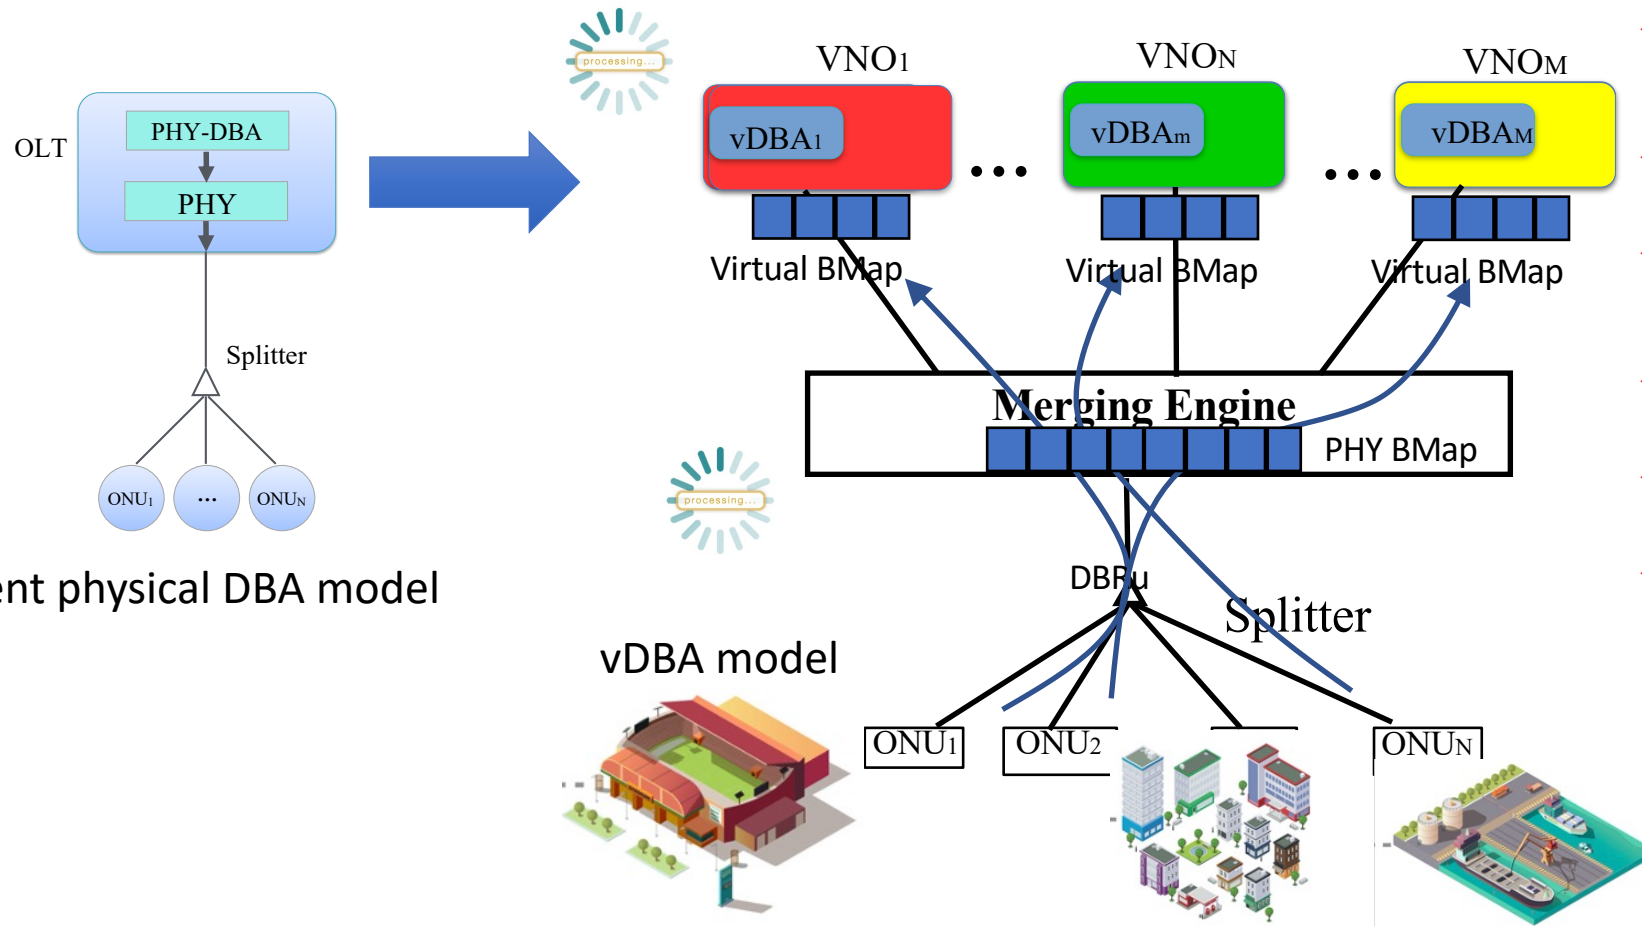 OLT
PHY-DBA
PHY
Splitter
ONU1
...
ONUN
ent physical DBA model
processing...
VNO1
VNON
VNOM
vDBA1
vDBAm
vDBAM
...
...
Virtual BMap
Virtual BMap
Virtual BMap
Merging Engine
PHY BMap
processing...
DBRu
Splitter
vDBA model
ONU1
ONU2
ONUN